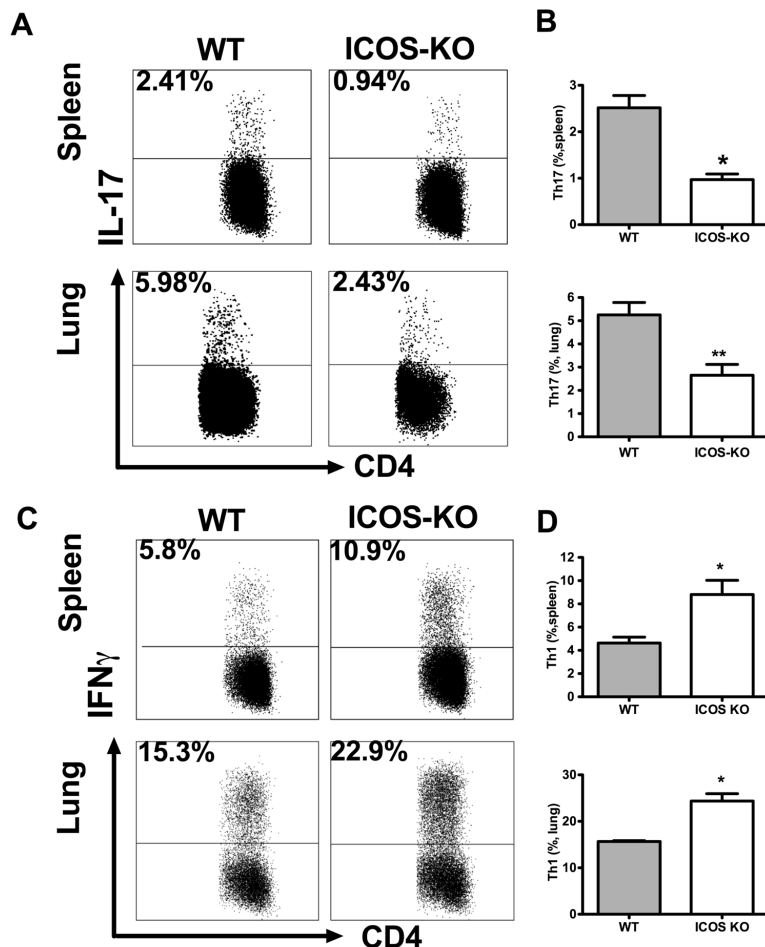 A
WT
ICOS-KO
Spleen
2.41%
0.94%
IL-17
Lung
5.98%
2.43%
CD4
B
3
2
1
0
Th17 (%,spleen)
*
WT
ICOS-KO
6
5
4
3
2
1
0
Th17 (%, lung)
**
WT
ICOS-KO
C
WT
ICOS-KO
Spleen
5.8%
10.9%
IFNγ
Lung
15.3%
22.9%
CD4
D
12
10
8
6
4
2
0
Th1 (%,spleen)
*
WT
ICOS KO
30
20
10
0
Th1 (%, lung)
*
WT
ICOS KO